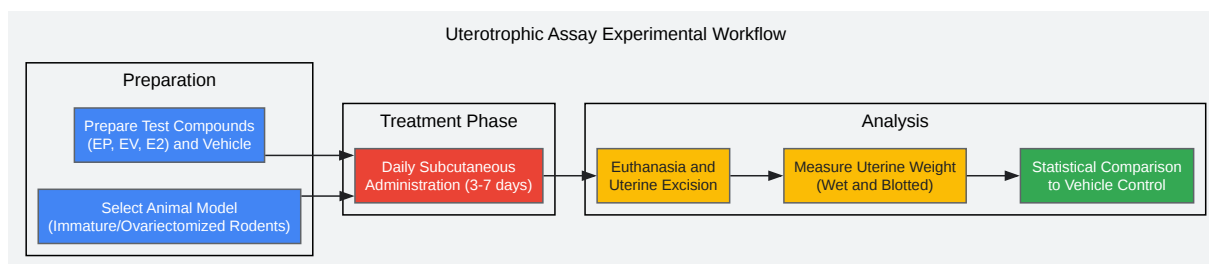 Uterotrophic Assay Experimental Workflow
Preparation
Prepare Test Compounds
(EP, EV, E2) and Vehicle
Select Animal Model
(Immature/Ovariectomized Rodents)
Treatment Phase
Daily Subcutaneous
Administration (3-7 days)
Analysis
Euthanasia and
Uterine Excision
Measure Uterine Weight
(Wet and Blotted)
Statistical Comparison
to Vehicle Control